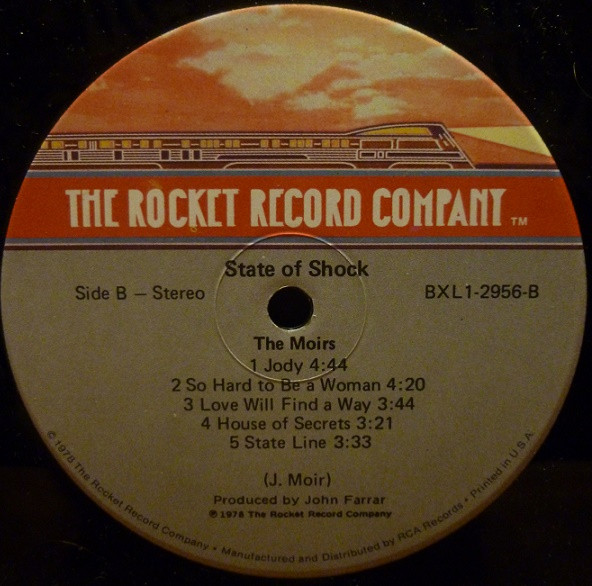 THE ROCKET RECORD COMPANY ™
State of Shock
Side B — Stereo
BXL1-2956-B
The Moirs
1 Jody 4:44
2 So Hard to Be a Woman 4:20
3 Love Will Find a Way 3:44
4 House of Secrets 3:21
5 State Line 3:33
(J. Moir)
Produced by John Farrar
℗ 1978 The Rocket Record Company
© 1978 The Rocket Record Company • Manufactured and Distributed by RCA Records • Printed in U.S.A.